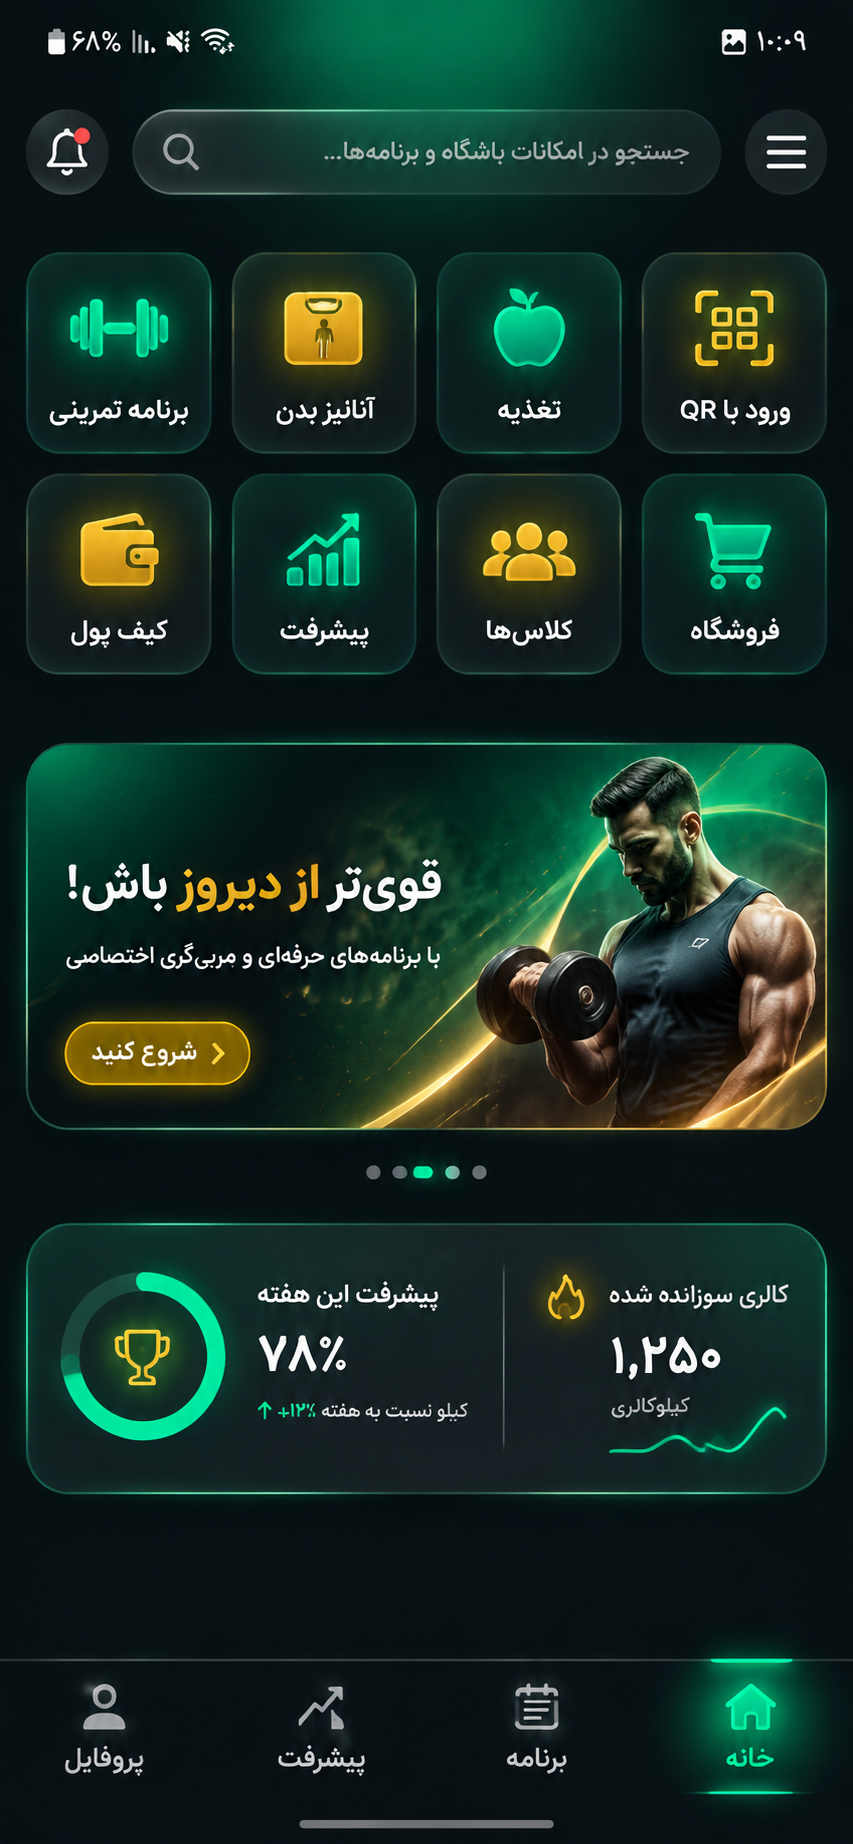 ۱۰:۰۹
۶۸%
جستجو در امکانات باشگاه و برنامه‌ها...
ورود با QR
تغذیه
آنانیز بدن
برنامه تمرینی
فروشگاه
کلاس‌ها
پیشرفت
کیف پول
قوی‌تر از دیروز باش!
با برنامه‌های حرفه‌ای و مربی‌گری اختصاصی
شروع کنید
کالری سوزانده شده
۱,۲۵۰
کیلوکالری
پیشرفت این هفته
۷۸%
کیلو نسبت به هفته +۱۲٪ ↑
خانه
برنامه
پیشرفت
پروفایل